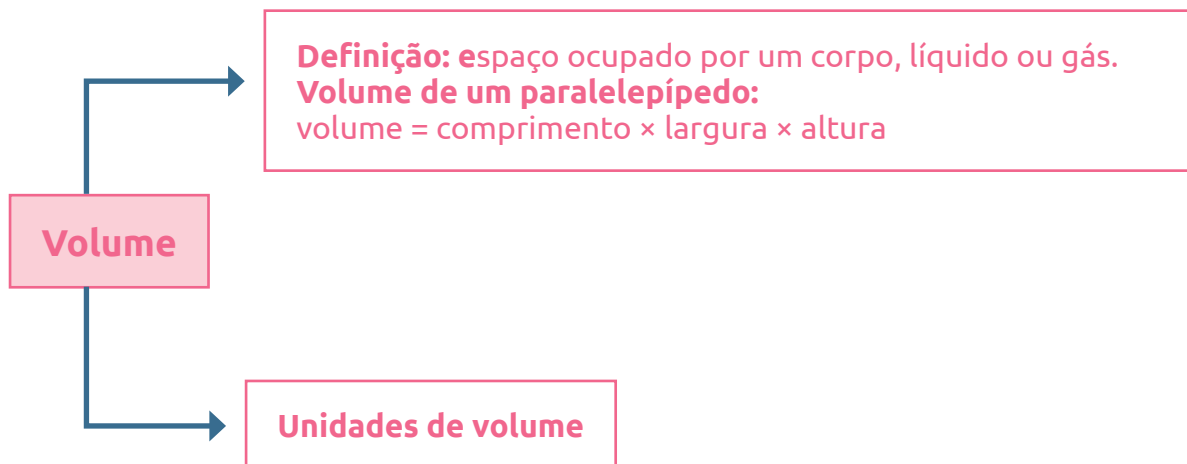 Definição: espaço ocupado por um corpo, líquido ou gás.
Volume de um paralelepípedo:
volume = comprimento × largura × altura
Volume
Unidades de volume